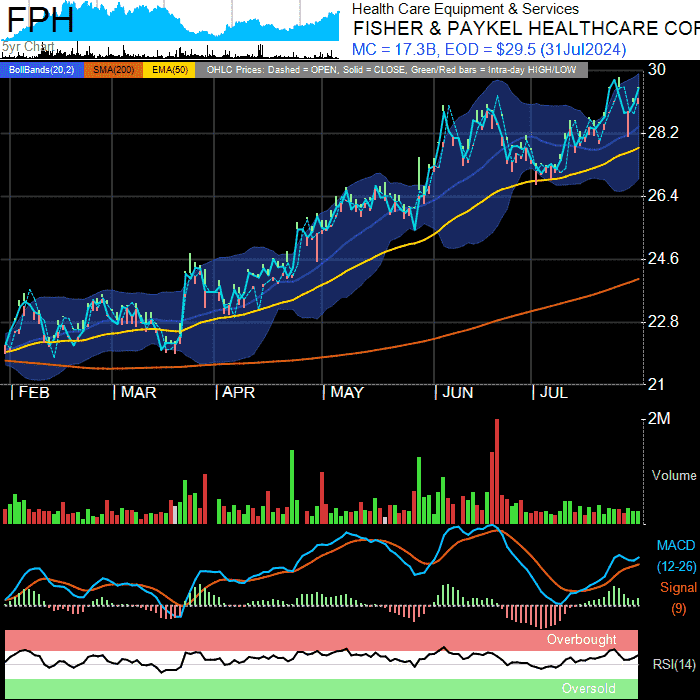 FPH
5yr Chart
Health Care Equipment & Services
FISHER & PAYKEL HEALTHCARE COR
MC = 17.3B, EOD = $29.5 (31Jul2024)
BollBands(20,2) SMA(200) EMA(50) OHLC Prices: Dashed = OPEN, Solid = CLOSE, Green/Red bars = Intra-day HIGH/LOW
30
28.2
26.4
24.6
22.8
21
FEB MAR APR MAY JUN JUL
2M
Volume
MACD
(12-26)
Signal
(9)
Overbought
RSI(14)
Oversold